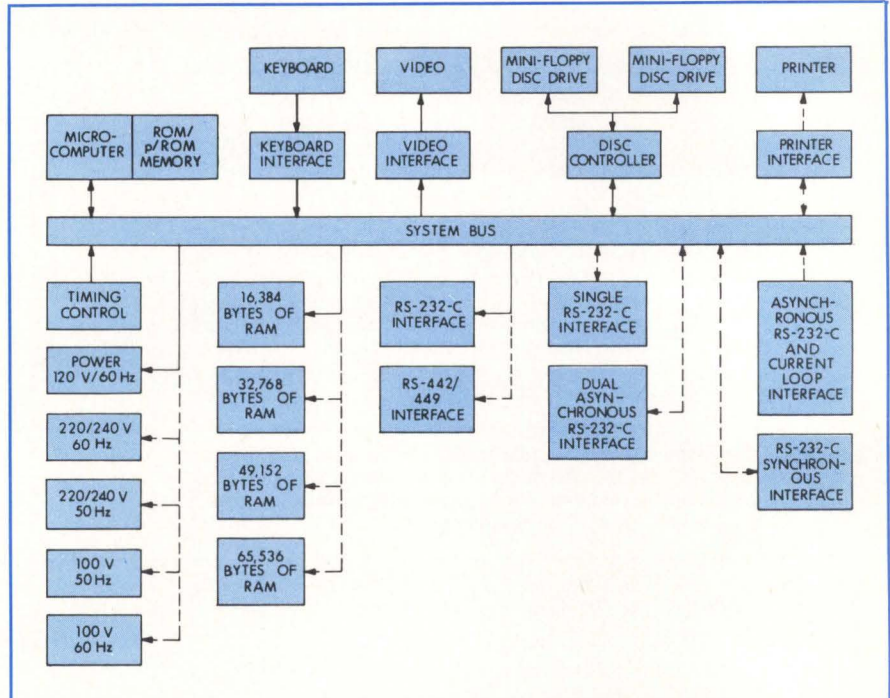 KEYBOARD
VIDEO
MINI-FLOPPY
DISC DRIVE
MINI-FLOPPY
DISC DRIVE
PRINTER
MICRO-
COMPUTER
ROM/
p/ROM
MEMORY
KEYBOARD
INTERFACE
VIDEO
INTERFACE
DISC
CONTROLLER
PRINTER
INTERFACE
SYSTEM BUS
TIMING
CONTROL
POWER
120 V/60 Hz
220/240 V
60 Hz
220/240 V
50 Hz
100 V
50 Hz
100 V
60 Hz
16,384
BYTES OF
RAM
32,768
BYTES OF
RAM
49,152
BYTES OF
RAM
65,536
BYTES OF
RAM
RS-232-C
INTERFACE
RS-442/
449
INTERFACE
SINGLE
RS-232-C
INTERFACE
DUAL
ASYN-
CHRONOUS
RS-232-C
INTERFACE
ASYNCH-
RONOUS
RS-232-C
AND
CURRENT
LOOP
INTERFACE
RS-232-C
SYNCHRON-
OUS
INTERFACE